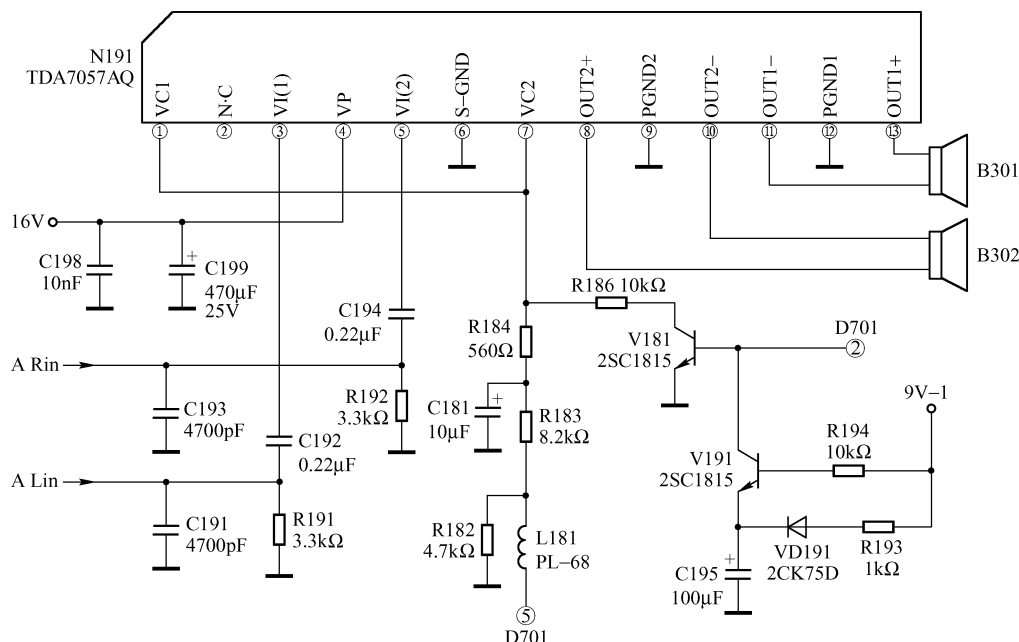 N191
TDA7057AQ
VC1
N·C
VI(1)
VP
VI(2)
S-GND
VC2
OUT2+
PGND2
OUT2−
OUT1−
PGND1
OUT1+
① ② ③ ④ ⑤ ⑥ ⑦ ⑧ ⑨ ⑩ ⑪ ⑫ ⑬
B301
16V
B302
C198
10nF
+
C199
470μF
25V
R186 10kΩ
C194
0.22μF
R184
560Ω
V181
2SC1815
D701
②
A Rin
C193
4700pF
R192
3.3kΩ
C181
10μF
+
R183
8.2kΩ
9V−1
C192
0.22μF
R194
10kΩ
V191
2SC1815
A Lin
C191
4700pF
R191
3.3kΩ
R182
4.7kΩ
L181
PL−68
VD191
2CK75D
R193
1kΩ
+
C195
100μF
⑤
D701